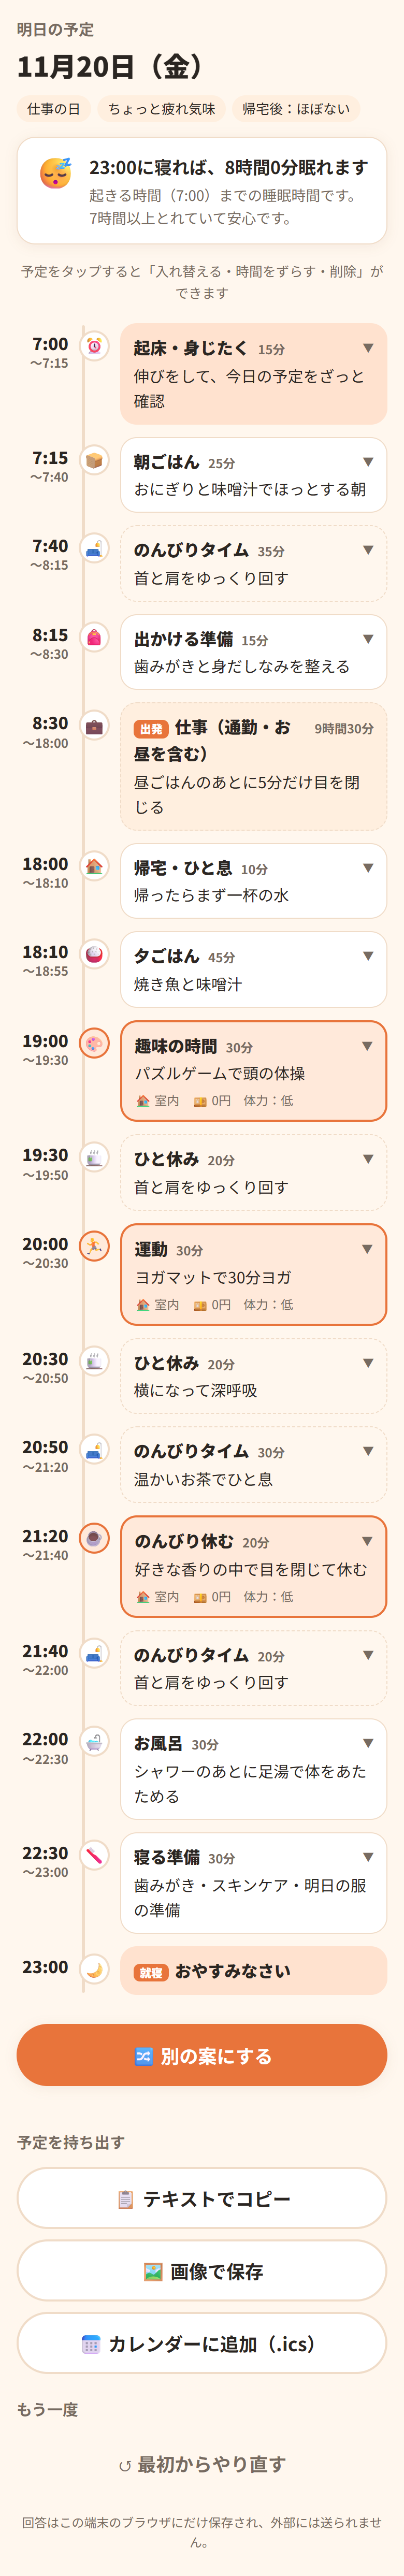 明日の予定
11月20日（金）
仕事の日 ちょっと疲れ気味 帰宅後：ほぼない
23:00に寝れば、8時間0分眠れます
起きる時間（7:00）までの睡眠時間です。
7時間以上とれていて安心です。
予定をタップすると「入れ替える・時間をずらす・削除」が
できます
7:00
〜7:15
起床・身じたく 15分 ▼
伸びをして、今日の予定をざっと
確認
7:15
〜7:40
朝ごはん 25分 ▼
おにぎりと味噌汁でほっとする朝
7:40
〜8:15
のんびりタイム 35分 ▼
首と肩をゆっくり回す
8:15
〜8:30
出かける準備 15分 ▼
歯みがきと身だしなみを整える
8:30
〜18:00
出発 仕事（通勤・お 9時間30分
昼を含む）
昼ごはんのあとに5分だけ目を閉
じる
18:00
〜18:10
帰宅・ひと息 10分 ▼
帰ったらまず一杯の水
18:10
〜18:55
夕ごはん 45分 ▼
焼き魚と味噌汁
19:00
〜19:30
趣味の時間 30分 ▼
パズルゲームで頭の体操
室内 0円 体力：低
19:30
〜19:50
ひと休み 20分 ▼
首と肩をゆっくり回す
20:00
〜20:30
運動 30分 ▼
ヨガマットで30分ヨガ
室内 0円 体力：低
20:30
〜20:50
ひと休み 20分 ▼
横になって深呼吸
20:50
〜21:20
のんびりタイム 30分 ▼
温かいお茶でひと息
21:20
〜21:40
のんびり休む 20分 ▼
好きな香りの中で目を閉じて休む
室内 0円 体力：低
21:40
〜22:00
のんびりタイム 20分 ▼
首と肩をゆっくり回す
22:00
〜22:30
お風呂 30分 ▼
シャワーのあとに足湯で体をあた
ためる
22:30
〜23:00
寝る準備 30分 ▼
歯みがき・スキンケア・明日の服
の準備
23:00
就寝 おやすみなさい
別の案にする
予定を持ち出す
テキストでコピー
画像で保存
カレンダーに追加（.ics）
もう一度
↺ 最初からやり直す
回答はこの端末のブラウザにだけ保存され、外部には送られませ
ん。